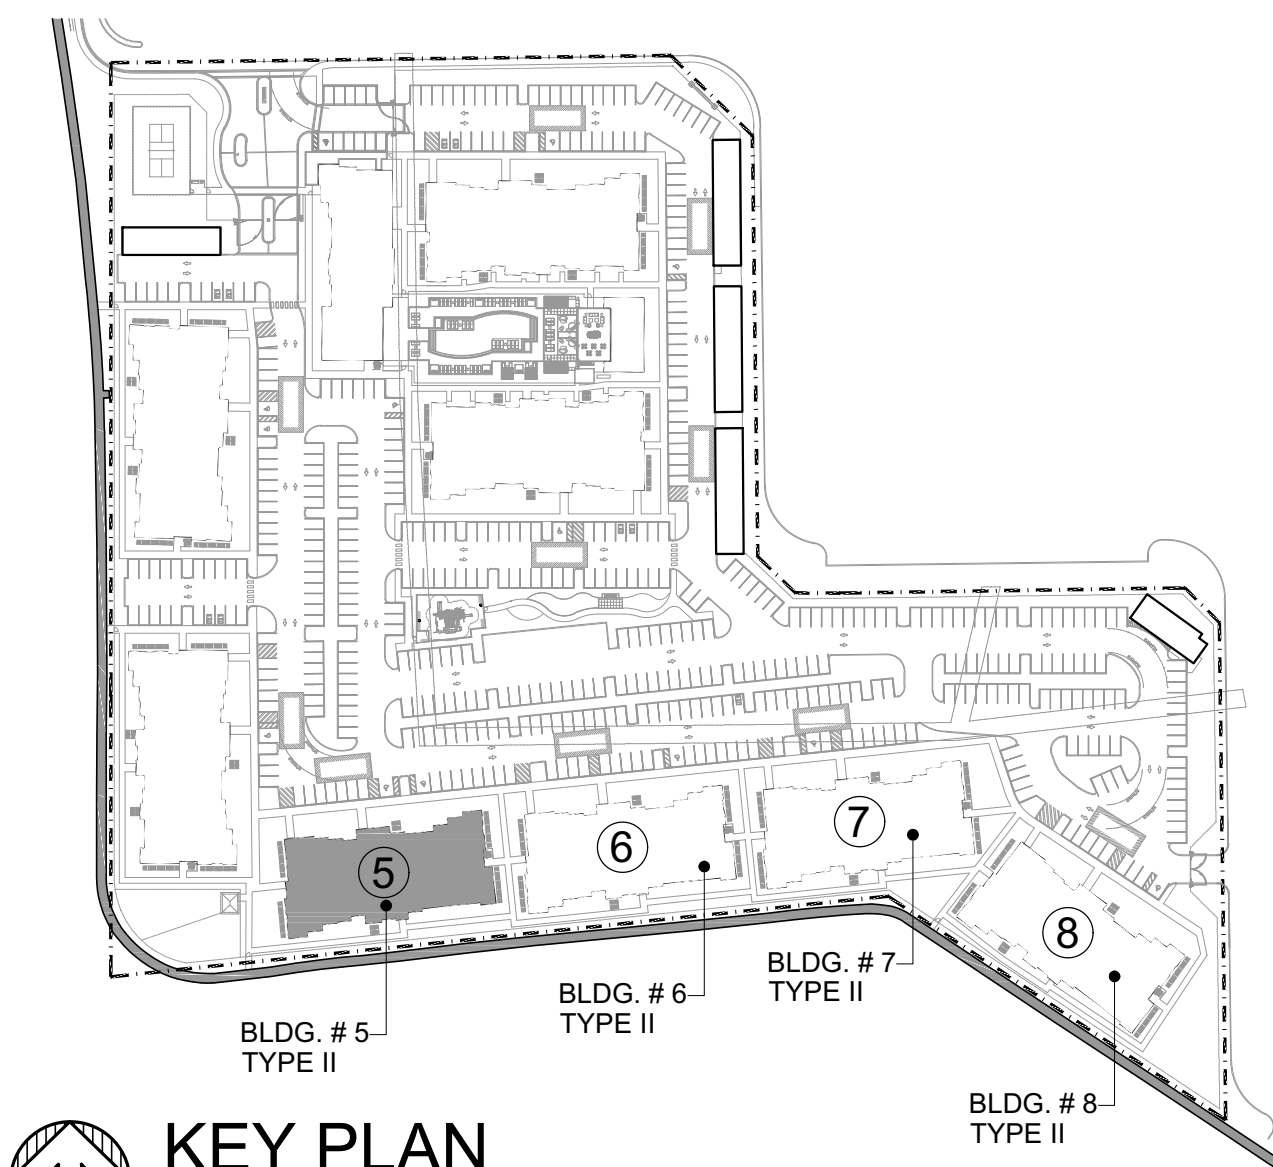 7
6
5
8
BLDG. # 7
TYPE II
BLDG. # 6
TYPE II
BLDG. # 5
TYPE II
BLDG. # 8
TYPE II
KEY PLAN